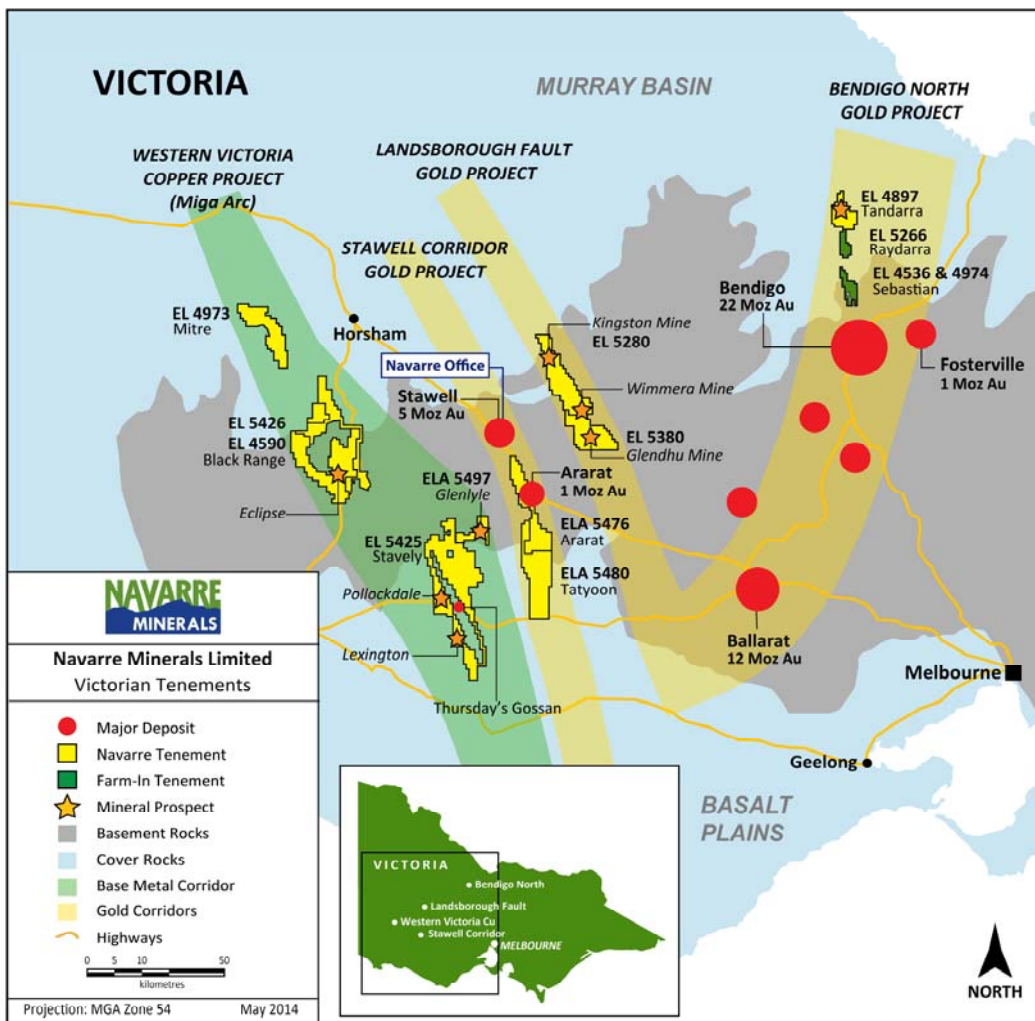 VICTORIA
MURRAY BASIN
BENDIGO NORTH
GOLD PROJECT
WESTERN VICTORIA
COPPER PROJECT
(Miga Arc)
LANDSBOROUGH FAULT
GOLD PROJECT
STAWELL CORRIDOR
GOLD PROJECT
EL 4897
Tandarra
EL 5266
Raydarra
EL 4536 & 4974
Sebastian
Bendigo
22 Moz Au
Fosterville
1 Moz Au
EL 4973
Mitre
Horsham
Kingston Mine
EL 5280
Navarre Office
Stawell
5 Moz Au
Wimmera Mine
EL 5426
EL 4590
Black Range
EL 5380
Glendhu Mine
Eclipse
ELA 5497
Glenlyle
Ararat
1 Moz Au
EL 5425
Stavely
ELA 5476
Ararat
ELA 5480
Tatyoon
Pollockdale
Lexington
Thursday's Gossan
Ballarat
12 Moz Au
Melbourne
Geelong
BASALT
PLAINS
NAVARRE
MINERALS
Navarre Minerals Limited
Victorian Tenements
Major Deposit
Navarre Tenement
Farm-In Tenement
Mineral Prospect
Basement Rocks
Cover Rocks
Base Metal Corridor
Gold Corridors
Highways
0 5 10 50
kilometres
Projection: MGA Zone 54 May 2014
VICTORIA
Bendigo North
Landsborough Fault
Western Victoria Cu
Stawell Corridor
MELBOURNE
NORTH